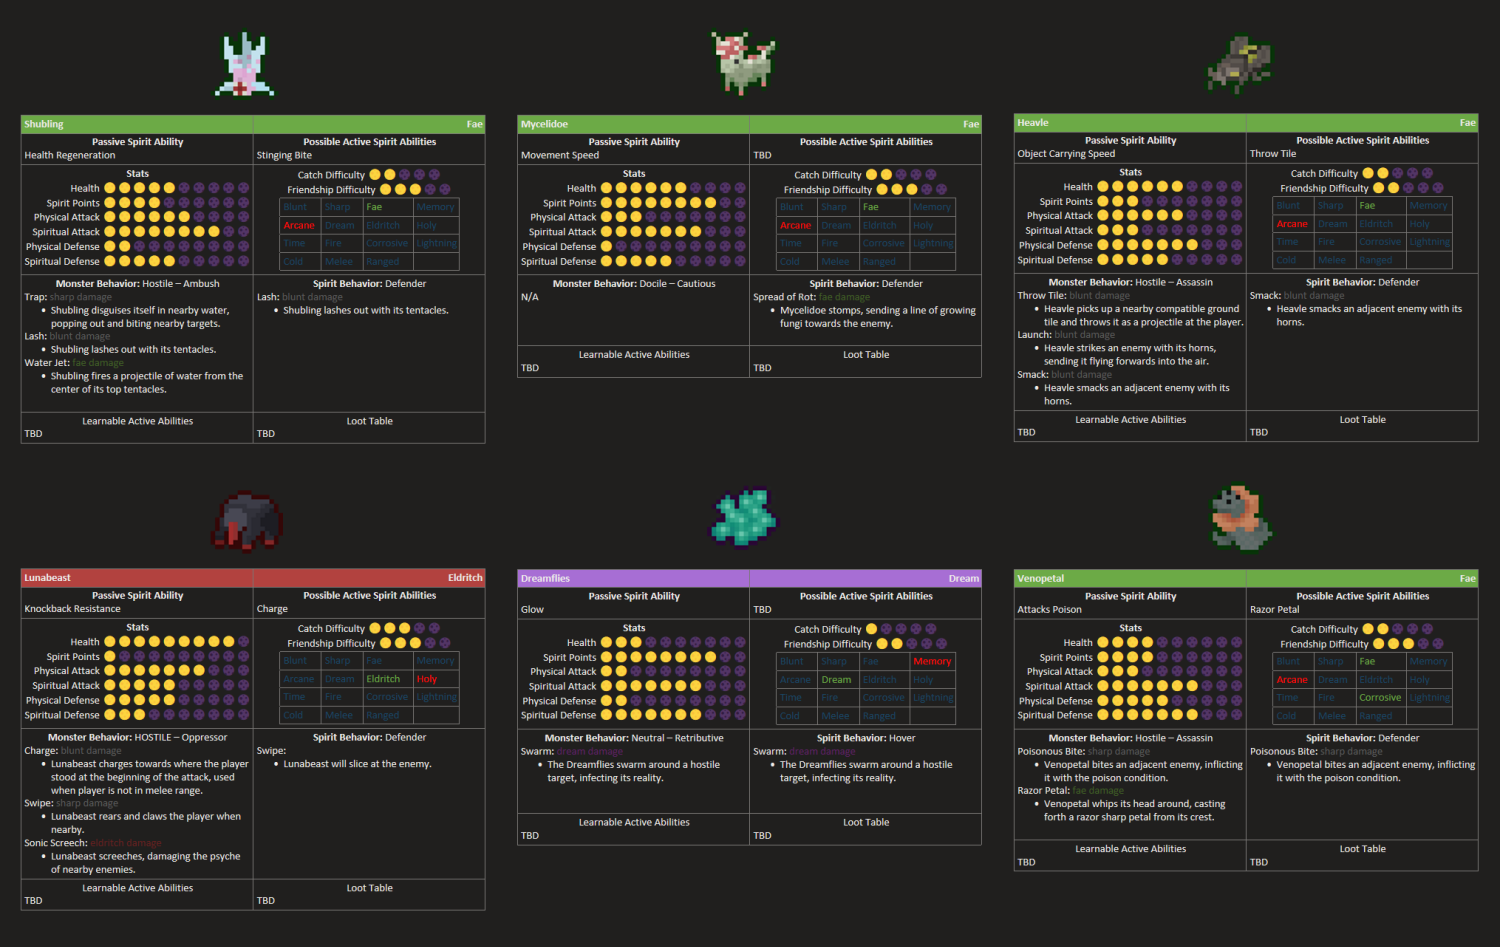 Shubling Fae
Passive Spirit Ability
Health Regeneration
Possible Active Spirit Abilities
Stinging Bite
Stats
Health
Spirit Points
Physical Attack
Spiritual Attack
Physical Defense
Spiritual Defense
Catch Difficulty
Friendship Difficulty
Blunt Sharp Fae Memory
Arcane Dream Eldritch Holy
Time Fire Corrosive Lightning
Cold Melee Ranged
Monster Behavior: Hostile – Ambush
Trap: sharp damage
• Shubling disguises itself in nearby water,
popping out and biting nearby targets.
Lash: blunt damage
• Shubling lashes out with its tentacles.
Water Jet: fae damage
• Shubling fires a projectile of water from the
center of its top tentacles.
Spirit Behavior: Defender
Lash: blunt damage
• Shubling lashes out with its tentacles.
Learnable Active Abilities
TBD
Loot Table
TBD
Mycelidoe Fae
Passive Spirit Ability
Movement Speed
Possible Active Spirit Abilities
TBD
Stats
Health
Spirit Points
Physical Attack
Spiritual Attack
Physical Defense
Spiritual Defense
Catch Difficulty
Friendship Difficulty
Blunt Sharp Fae Memory
Arcane Dream Eldritch Holy
Time Fire Corrosive Lightning
Cold Melee Ranged
Monster Behavior: Docile – Cautious
N/A
Spirit Behavior: Defender
Spread of Rot: fae damage
• Mycelidoe stomps, sending a line of growing
fungi towards the enemy.
Learnable Active Abilities
TBD
Loot Table
TBD
Heavle Fae
Passive Spirit Ability
Object Carrying Speed
Possible Active Spirit Abilities
Throw Tile
Stats
Health
Spirit Points
Physical Attack
Spiritual Attack
Physical Defense
Spiritual Defense
Catch Difficulty
Friendship Difficulty
Blunt Sharp Fae Memory
Arcane Dream Eldritch Holy
Time Fire Corrosive Lightning
Cold Melee Ranged
Monster Behavior: Hostile – Assassin
Throw Tile: blunt damage
• Heavle picks up a nearby compatible ground
tile and throws it as a projectile at the player.
Launch: blunt damage
• Heavle strikes an enemy with its horns,
sending it flying forwards into the air.
Smack: blunt damage
• Heavle smacks an adjacent enemy with its
horns.
Spirit Behavior: Defender
Smack: blunt damage
• Heavle smacks an adjacent enemy with its
horns.
Learnable Active Abilities
TBD
Loot Table
TBD
Lunabeast Eldritch
Passive Spirit Ability
Knockback Resistance
Possible Active Spirit Abilities
Charge
Stats
Health
Spirit Points
Physical Attack
Spiritual Attack
Physical Defense
Spiritual Defense
Catch Difficulty
Friendship Difficulty
Blunt Sharp Fae Memory
Arcane Dream Eldritch Holy
Time Fire Corrosive Lightning
Cold Melee Ranged
Monster Behavior: HOSTILE – Oppressor
Charge: blunt damage
• Lunabeast charges towards where the player
stood at the beginning of the attack, used
when player is not in melee range.
Swipe: sharp damage
• Lunabeast rears and claws the player when
nearby.
Sonic Screech: eldritch damage
• Lunabeast screeches, damaging the psyche
of nearby enemies.
Spirit Behavior: Defender
Swipe:
• Lunabeast will slice at the enemy.
Learnable Active Abilities
TBD
Loot Table
TBD
Dreamflies Dream
Passive Spirit Ability
Glow
Possible Active Spirit Abilities
TBD
Stats
Health
Spirit Points
Physical Attack
Spiritual Attack
Physical Defense
Spiritual Defense
Catch Difficulty
Friendship Difficulty
Blunt Sharp Fae Memory
Arcane Dream Eldritch Holy
Time Fire Corrosive Lightning
Cold Melee Ranged
Monster Behavior: Neutral – Retributive
Swarm: dream damage
• The Dreamflies swarm around a hostile
target, infecting its reality.
Spirit Behavior: Hover
Swarm: dream damage
• The Dreamflies swarm around a hostile
target, infecting its reality.
Learnable Active Abilities
TBD
Loot Table
TBD
Venopetal Fae
Passive Spirit Ability
Attacks Poison
Possible Active Spirit Abilities
Razor Petal
Stats
Health
Spirit Points
Physical Attack
Spiritual Attack
Physical Defense
Spiritual Defense
Catch Difficulty
Friendship Difficulty
Blunt Sharp Fae Memory
Arcane Dream Eldritch Holy
Time Fire Corrosive Lightning
Cold Melee Ranged
Monster Behavior: Hostile – Assassin
Poisonous Bite: sharp damage
• Venopetal bites an adjacent enemy, inflicting
it with the poison condition.
Razor Petal: fae damage
• Venopetal whips its head around, casting
forth a razor sharp petal from its crest.
Spirit Behavior: Defender
Poisonous Bite: sharp damage
• Venopetal bites an adjacent enemy, inflicting
it with the poison condition.
Learnable Active Abilities
TBD
Loot Table
TBD